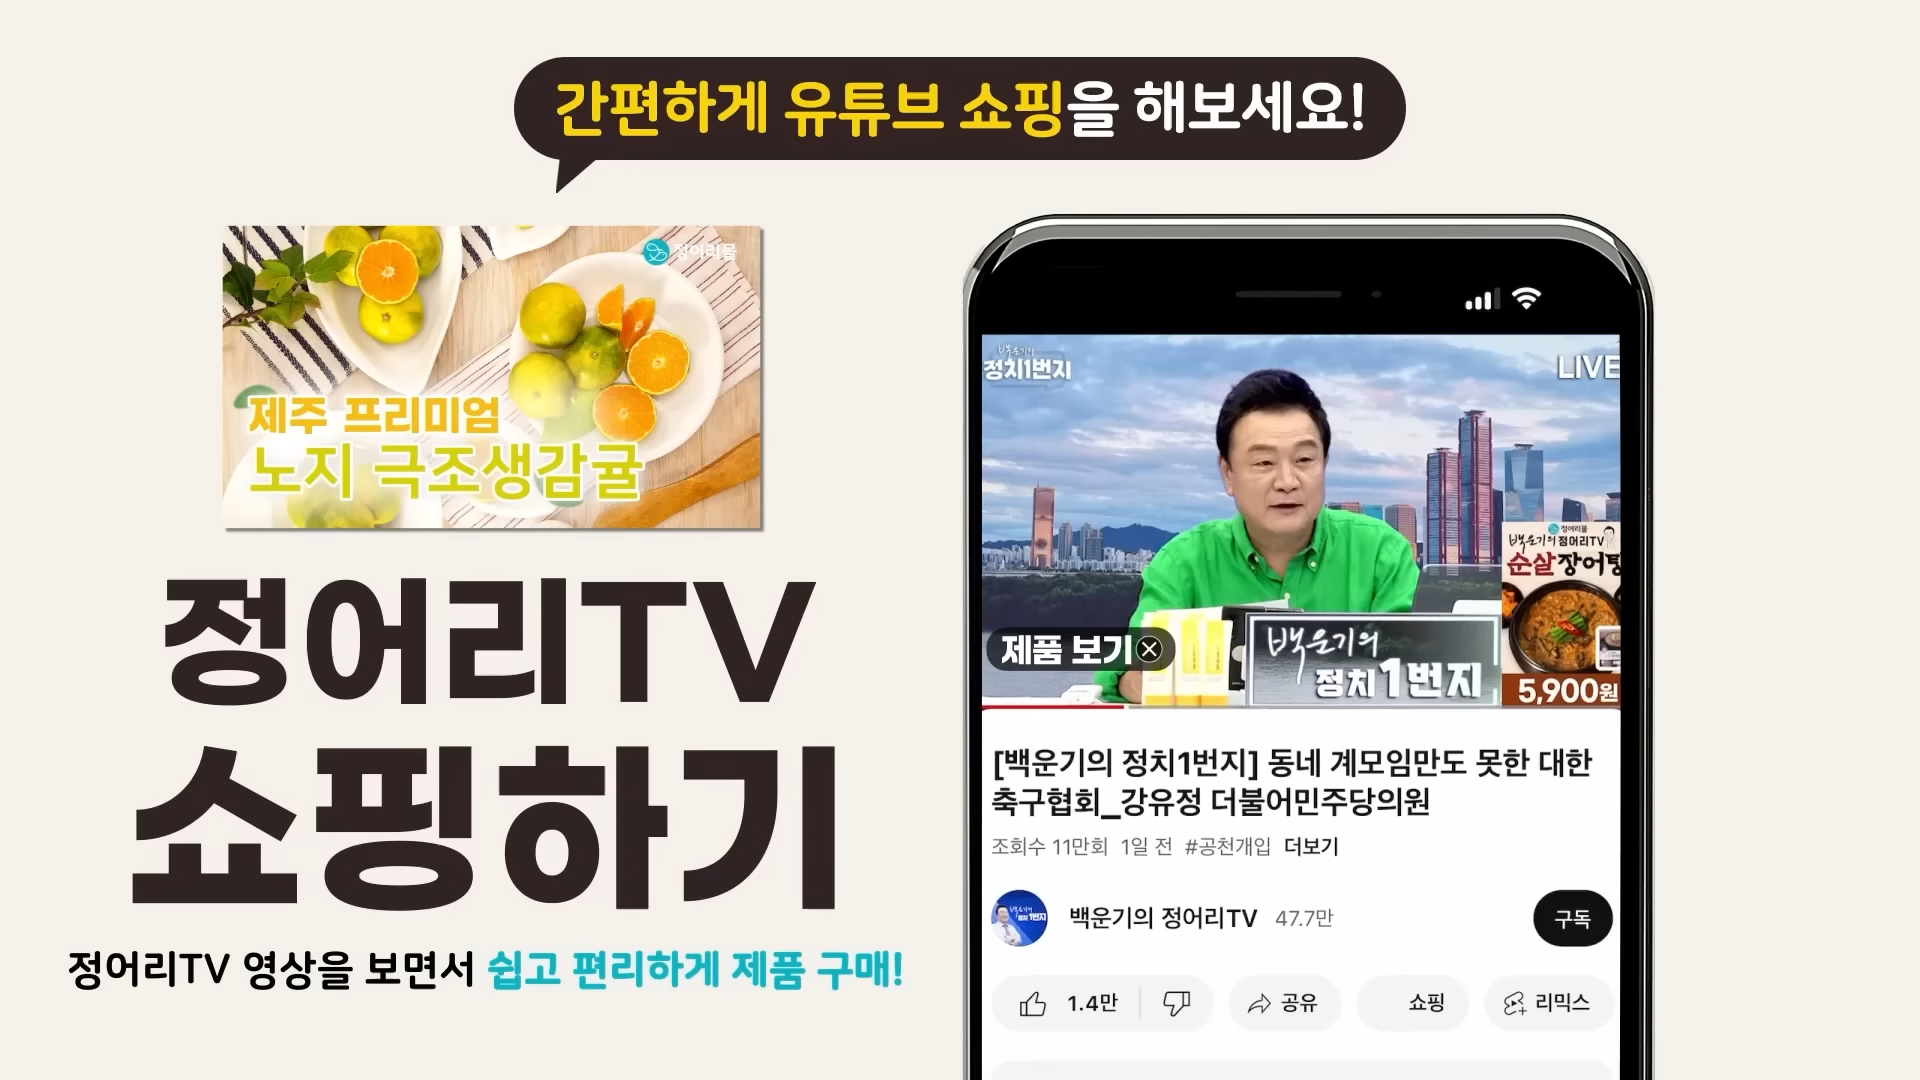 간편하게 유튜브 쇼핑을 해보세요!
정어리몰
제주 프리미엄
노지 극조생감귤
정어리TV
쇼핑하기
정어리TV 영상을 보면서 쉽고 편리하게 제품 구매!
백운기의
정치1번지
LIVE
정어리몰
백운기의 정어리TV
순살 장어탕
5,900원
제품 보기
백운기의
정치1번지
[백운기의 정치1번지] 동네 계모임만도 못한 대한
축구협회_강유정 더불어민주당의원
조회수 11만회 1일 전 #공천개입 더보기
백운기의 정어리TV 47.7만
구독
1.4만
공유
쇼핑
리믹스